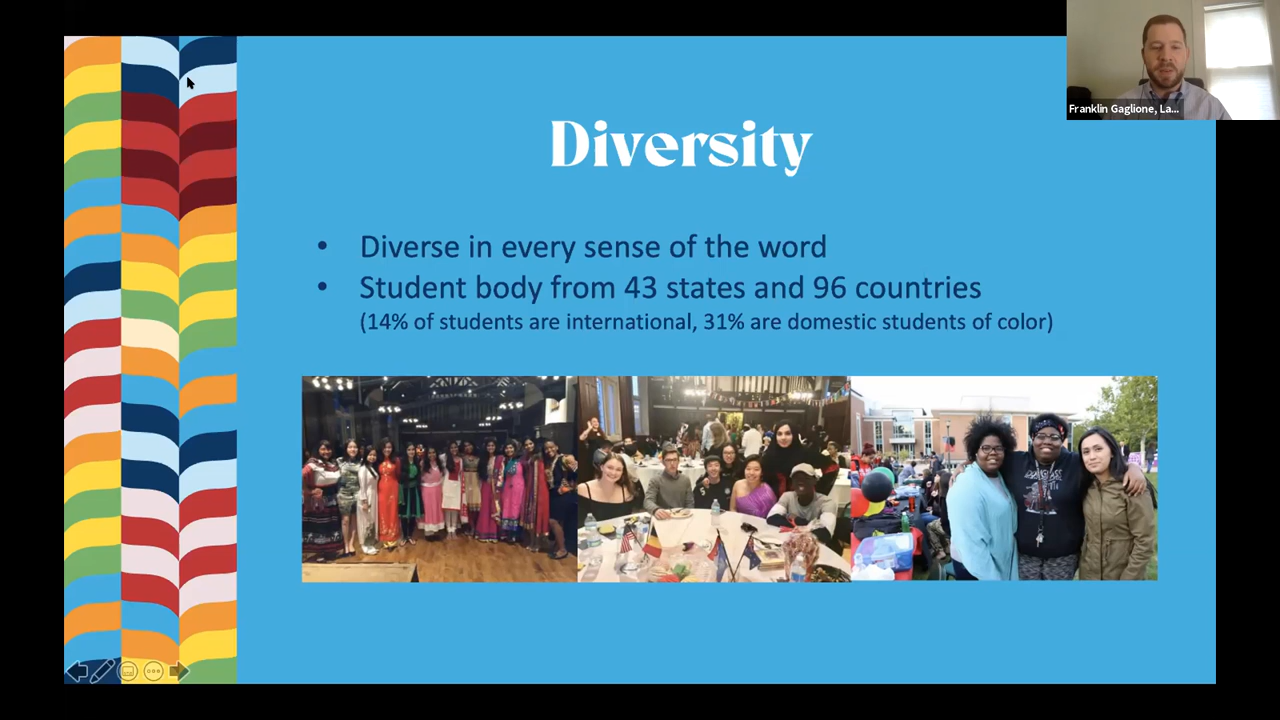 Franklin Gaglione, La...
Diversity
• Diverse in every sense of the word
• Student body from 43 states and 96 countries
(14% of students are international, 31% are domestic students of color)